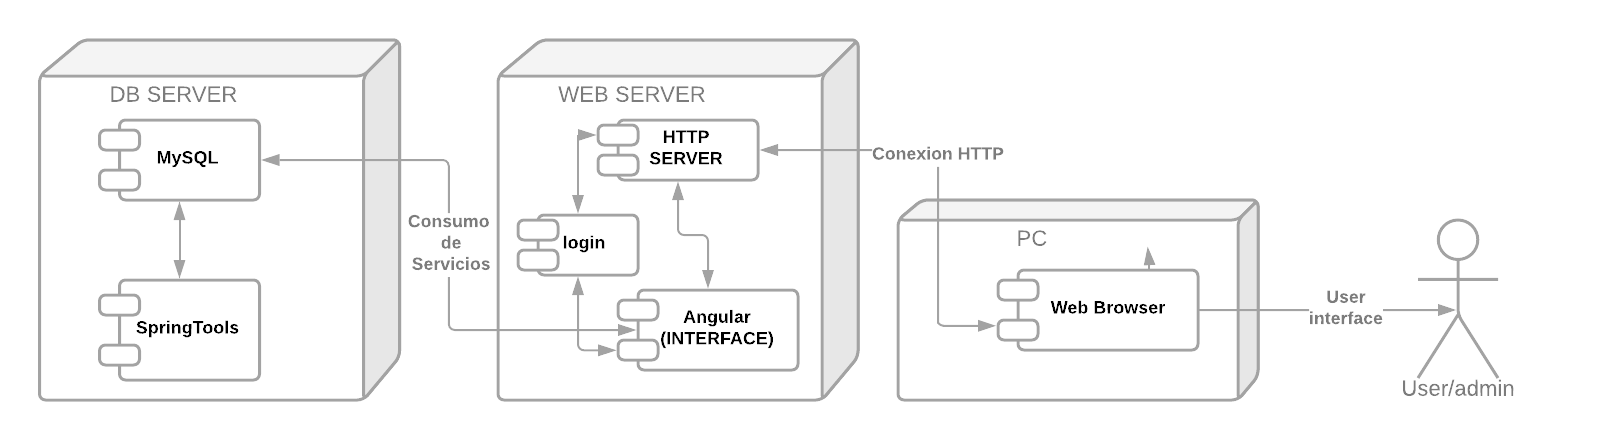 DB SERVER
MySQL
SpringTools
Consumo
de
Servicios
WEB SERVER
HTTP
SERVER
login
Angular
(INTERFACE)
Conexion HTTP
PC
Web Browser
User
interface
User/admin